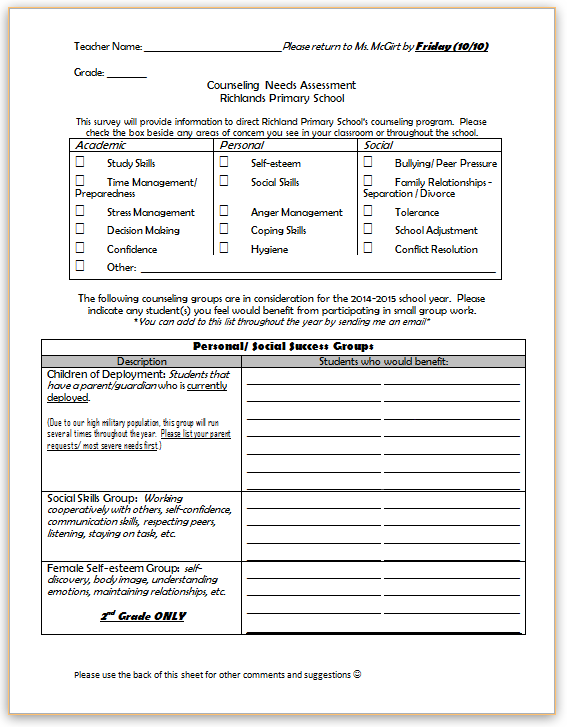 Teacher Name: ____________________________Please return to Ms. McGirt by Friday (10/10)
Grade: ________
Counseling Needs Assessment
Richlands Primary School
This survey will provide information to direct Richland Primary School's counseling program. Please
check the box beside any areas of concern you see in your classroom or throughout the school.
Academic Personal Social
☐ Study Skills ☐ Self-esteem ☐ Bullying/ Peer Pressure
☐ Time Management/ ☐ Social Skills ☐ Family Relationships -
Preparedness Separation / Divorce
☐ Stress Management ☐ Anger Management ☐ Tolerance
☐ Decision Making ☐ Coping Skills ☐ School Adjustment
☐ Confidence ☐ Hygiene ☐ Conflict Resolution
☐ Other: ____________________________
The following counseling groups are in consideration for the 2014-2015 school year. Please
indicate any student(s) you feel would benefit from participating in small group work.
*You can add to this list throughout the year by sending me an email*
Personal/ Social Success Groups
Description Students who would benefit:
Children of Deployment: Students that
have a parent/guardian who is currently
deployed.
(Due to our high military population, this group will run
several times throughout the year. Please list your parent
requests/ most severe needs first.)
Social Skills Group: Working
cooperatively with others, self-confidence,
communication skills, respecting peers,
listening, staying on task, etc.
Female Self-esteem Group: self-
discovery, body image, understanding
emotions, maintaining relationships, etc.
2nd Grade ONLY
Please use the back of this sheet for other comments and suggestions ☺